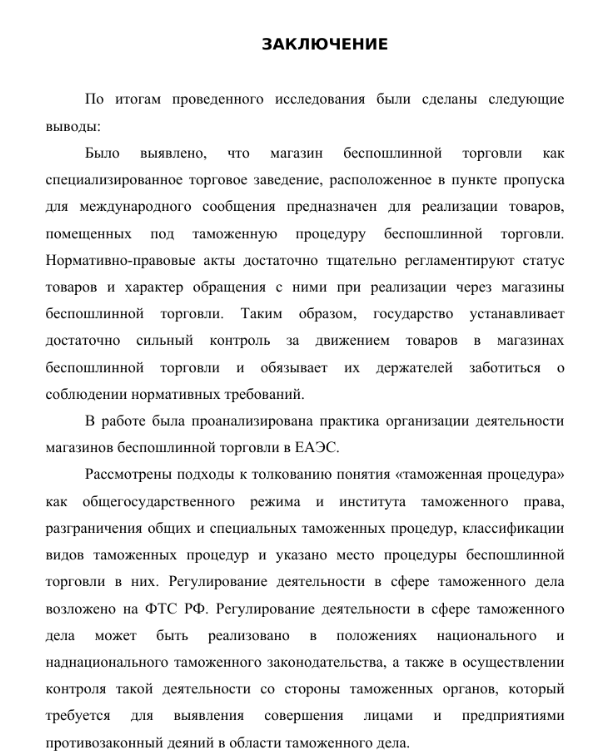 ЗАКЛЮЧЕНИЕ
По итогам проведенного исследования были сделаны следующие
выводы:
Было выявлено, что магазин беспошлинной торговли как
специализированное торговое заведение, расположенное в пункте пропуска
для международного сообщения предназначен для реализации товаров,
помещенных под таможенную процедуру беспошлинной торговли.
Нормативно-правовые акты достаточно тщательно регламентируют статус
товаров и характер обращения с ними при реализации через магазины
беспошлинной торговли. Таким образом, государство устанавливает
достаточно сильный контроль за движением товаров в магазинах
беспошлинной торговли и обязывает их держателей заботиться о
соблюдении нормативных требований.
В работе была проанализирована практика организации деятельности
магазинов беспошлинной торговли в ЕАЭС.
Рассмотрены подходы к толкованию понятия «таможенная процедура»
как общегосударственного режима и института таможенного права,
разграничения общих и специальных таможенных процедур, классификации
видов таможенных процедур и указано место процедуры беспошлинной
торговли в них. Регулирование деятельности в сфере таможенного дела
возложено на ФТС РФ. Регулирование деятельности в сфере таможенного
дела может быть реализовано в положениях национального и
наднационального таможенного законодательства, а также в осуществлении
контроля такой деятельности со стороны таможенных органов, который
требуется для выявления совершения лицами и предприятиями
противозаконный деяний в области таможенного дела.